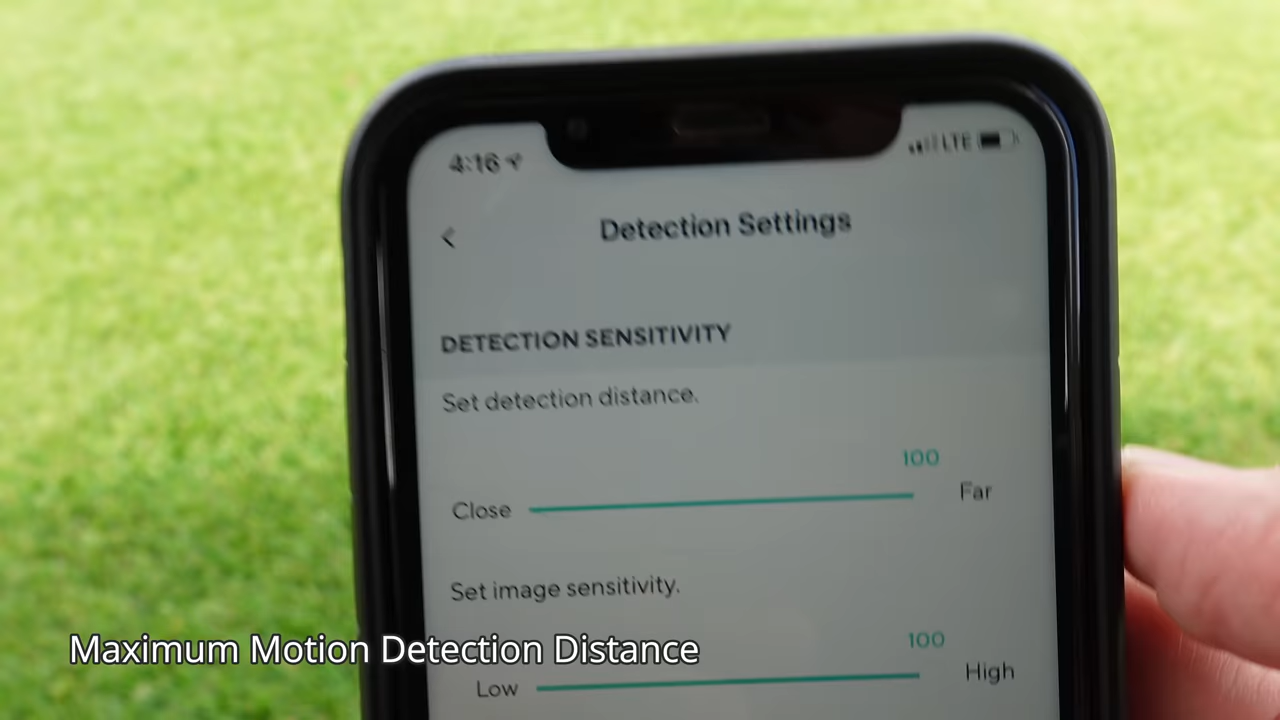 4:16
LTE
Detection Settings
DETECTION SENSITIVITY
Set detection distance.
100
Close
Far
Set image sensitivity.
Maximum Motion Detection Distance
100
Low
High